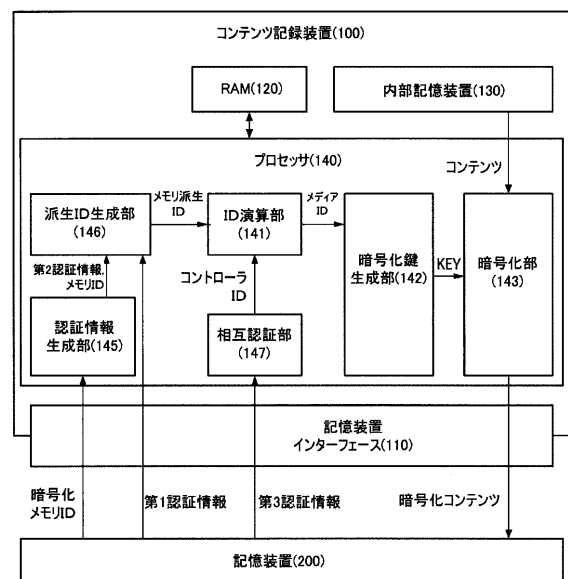 コンテンツ記録装置(100)
RAM(120)
内部記憶装置(130)
プロセッサ(140)
コンテンツ
派生ID生成部
(146)
メモリ派生
ID
ID演算部
(141)
メディア
ID
暗号化鍵
生成部(142)
KEY
暗号化部
(143)
第2認証情報,
メモリID
コントローラ
ID
認証情報
生成部(145)
相互認証部
(147)
記憶装置
インターフェース(110)
暗号化
メモリID
第1認証情報
第3認証情報
暗号化コンテンツ
記憶装置(200)